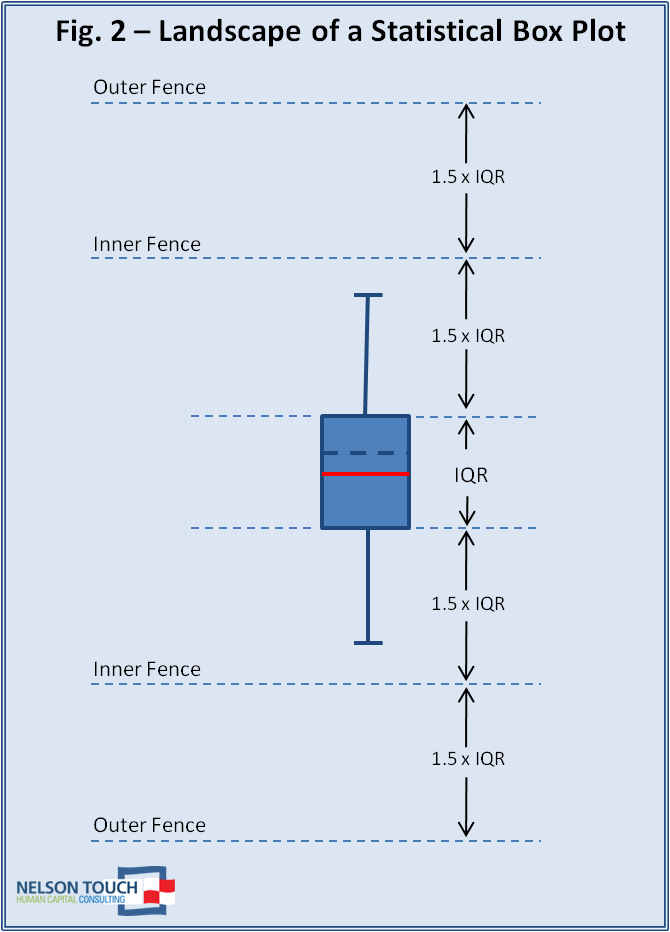 Fig. 2 – Landscape of a Statistical Box Plot
Outer Fence
1.5 x IQR
Inner Fence
1.5 x IQR
IQR
1.5 x IQR
Inner Fence
1.5 x IQR
Outer Fence
NELSON TOUCH
HUMAN CAPITAL CONSULTING